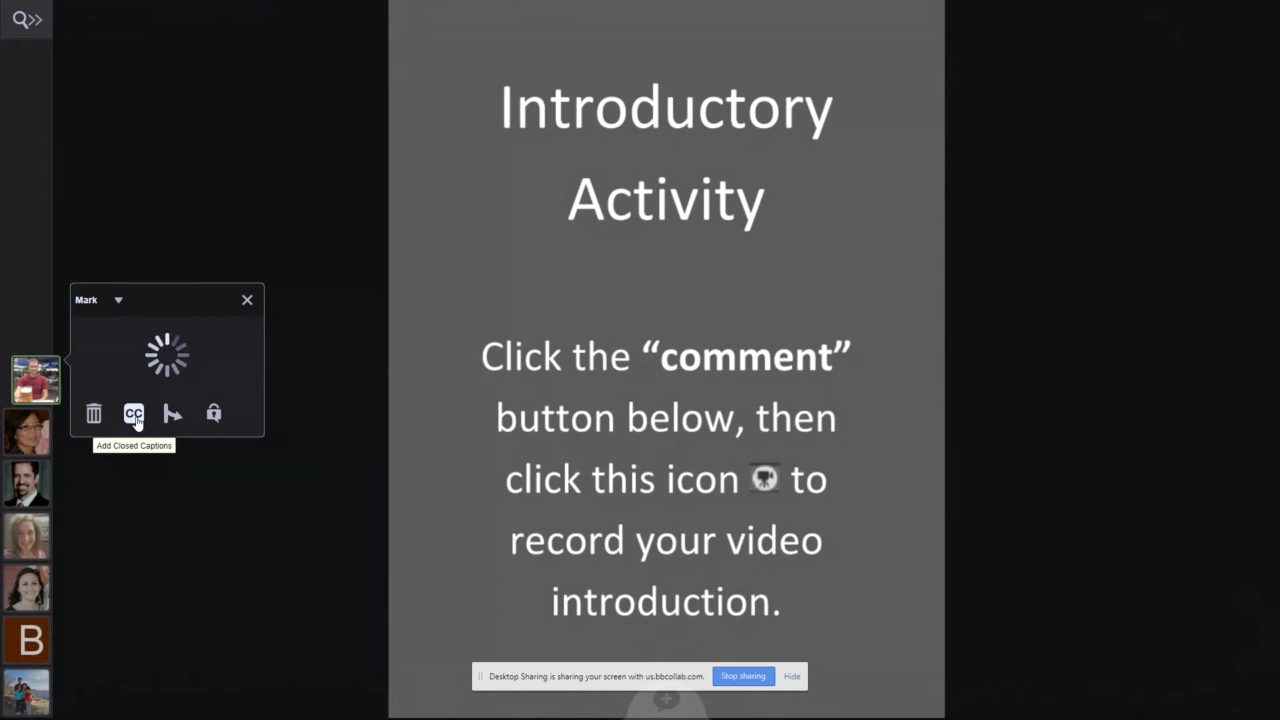 Introductory
Activity
Mark
Click the “comment”
button below, then
CC
click this icon to
Add Closed Captions
record your video
introduction.
B
Desktop Sharing is sharing your screen with us.bbcollab.com. Stop sharing Hide